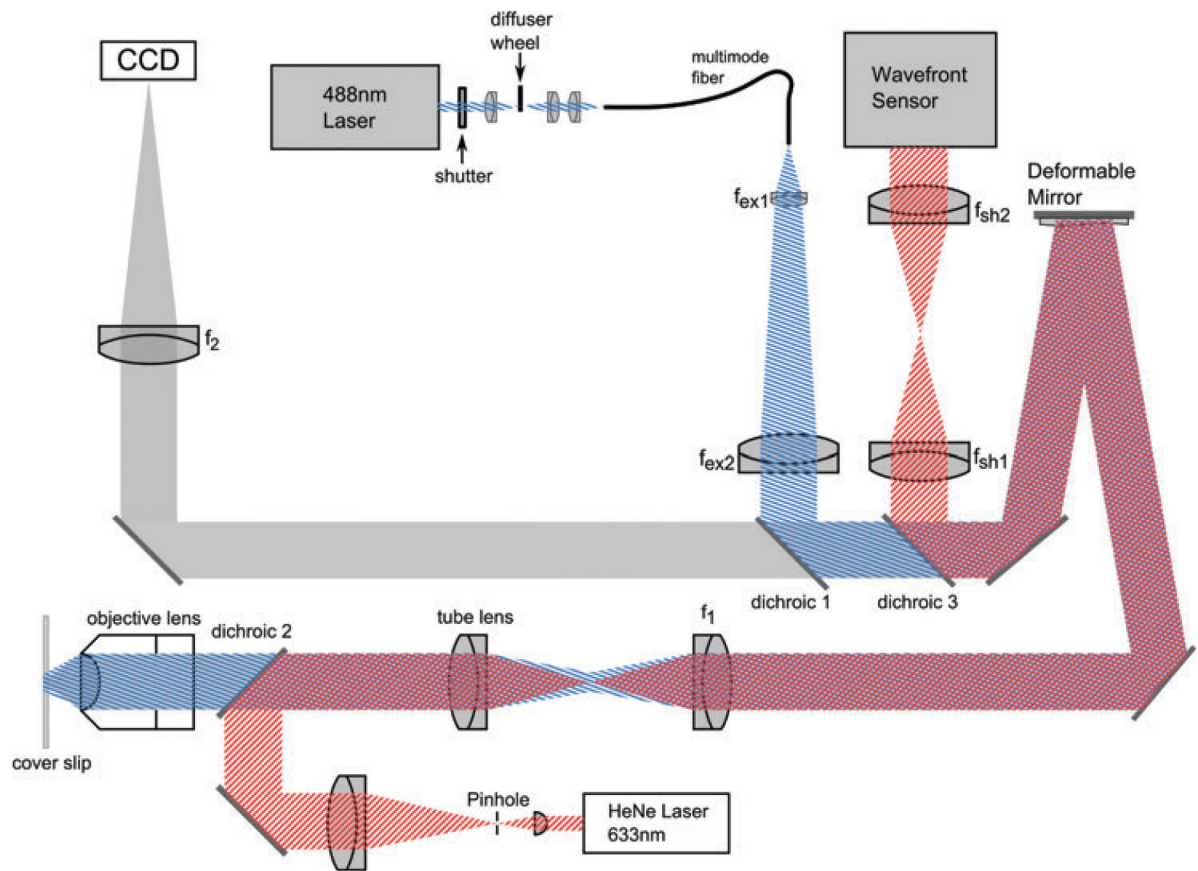 CCD
488nm
Laser
shutter
diffuser
wheel
multimode
fiber
Wavefront
Sensor
Deformable
Mirror
fex1
fsh2
f2
fex2
fsh1
dichroic 1
dichroic 3
objective lens
dichroic 2
tube lens
f1
cover slip
Pinhole
HeNe Laser
633nm